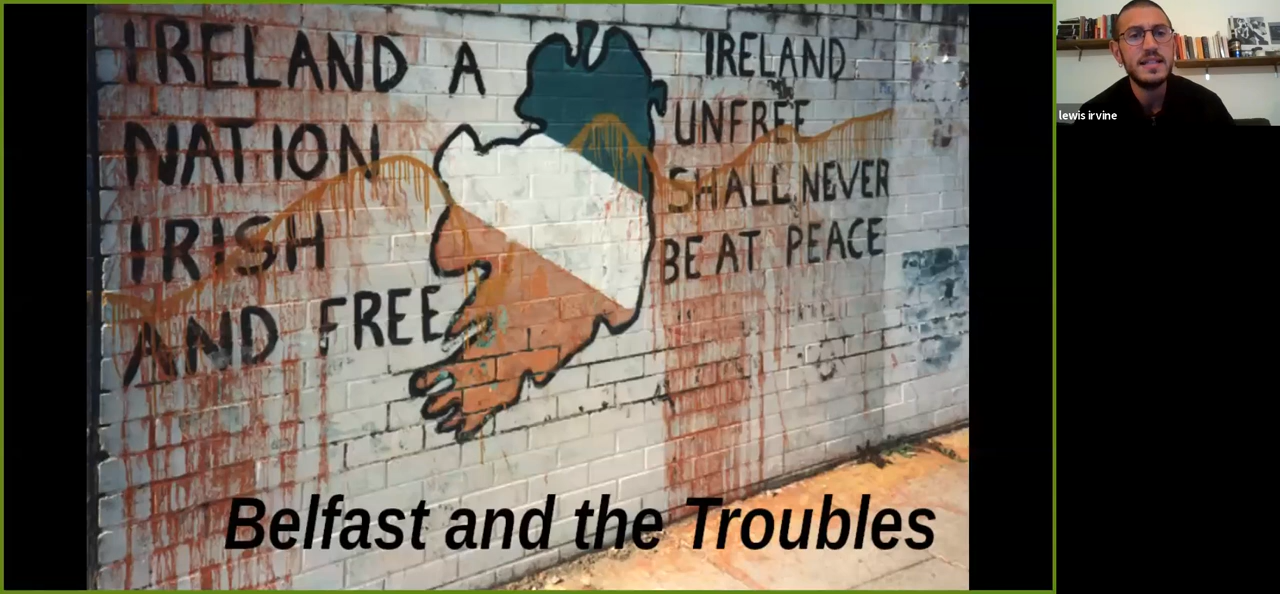 IRELAND A
NATION
IRISH
AND FREE
IRELAND
UNFREE
SHALL NEVER
BE AT PEACE
Belfast and the Troubles
lewis irvine